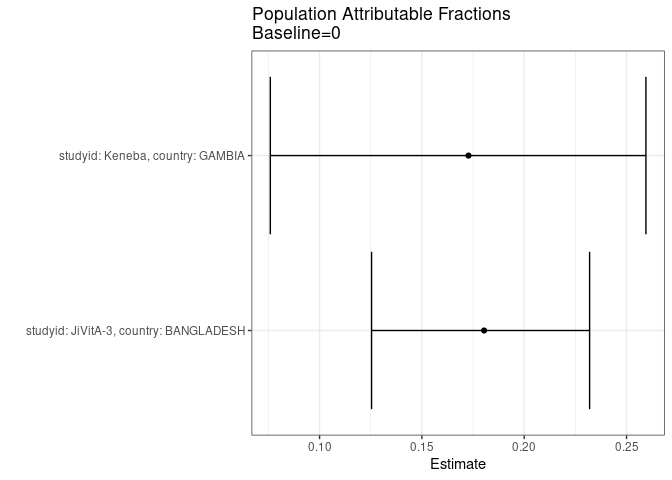 Population Attributable Fractions
Baseline=0
studyid: Keneba, country: GAMBIA
studyid: JiVitA-3, country: BANGLADESH
0.10 0.15 0.20 0.25
Estimate